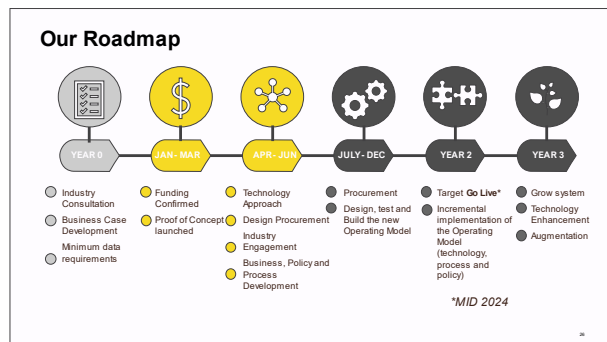 Our Roadmap
YEAR 0
JAN- MAR
APR- JUN
JULY- DEC
YEAR 2
YEAR 3
Industry
Consultation
Business Case
Development
Minimum data
requirements
Funding
Confirmed
Proof of Concept
launched
Technology
Approach
Design Procurement
Industry
Engagement
Business, Policy and
Process
Development
Procurement
Design, test and
Build the new
Operating Model
Target Go Live*
Incremental
implementation of
the Operating
Model
(technology,
process and
policy)
Grow system
Technology
Enhancement
Augmentation
*MID 2024
26